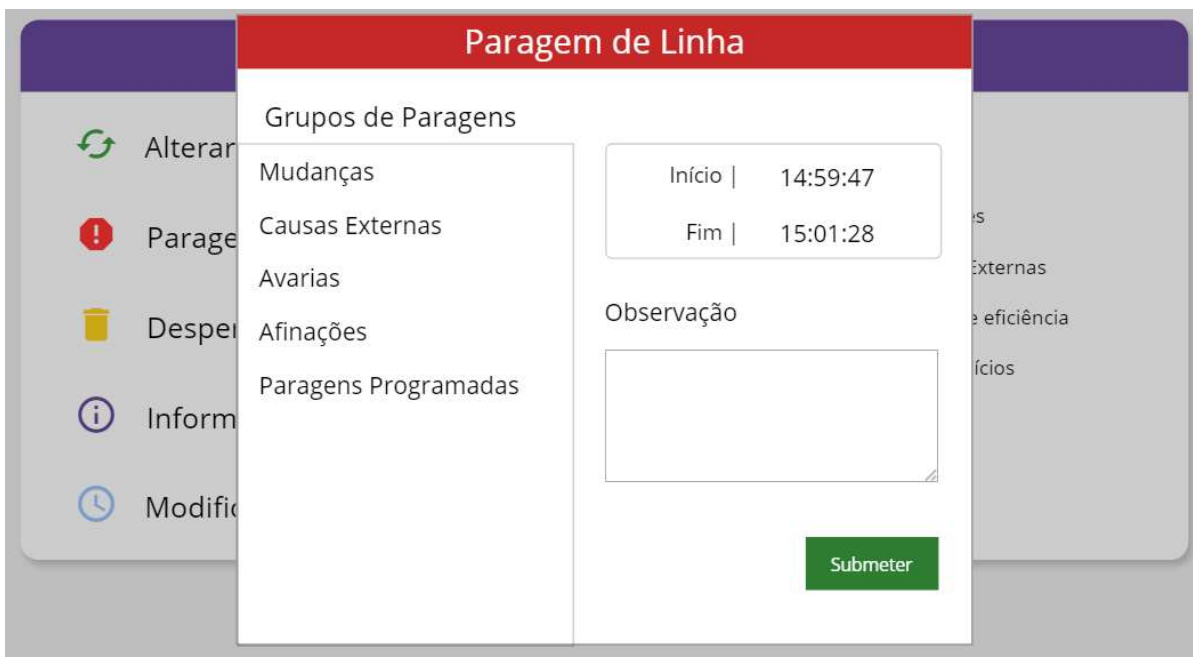 Paragem de Linha
Grupos de Paragens
Mudanças
Causas Externas
Avarias
Afinações
Paragens Programadas
Início | 14:59:47
Fim | 15:01:28
Observação
Submeter
Alterar
Parage
Desper
Inform
Modific
es
Externas
e eficiência
ícios